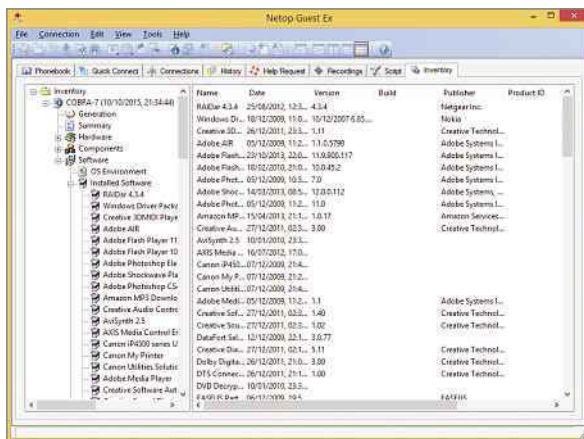 Netop Guest Ex
File Connection Edit View Tools Help
Phonebook Quick Connect Connections History Help Request Recordings Script Inventory
Inventory
COBRA-7 (10/10/2015, 21:34:44)
Generation
Summary
Hardware
Components
Software
OS Environment
Installed Software
RAIDar 4.3.4
Windows Driver Packa
Creative 3DMIDI Playe
Adobe AIR
Adobe Flash Player 11
Adobe Flash Player 10
Adobe Photoshop Ele
Adobe Shockwave Pla
Adobe Photoshop CS4
Amazon MP3 Downlo
Creative Audio Contro
AviSynth 2.5
AXIS Media Control Er
Canon iP4500 series U
Canon My Printer
Canon Utilities Solutio
Adobe Media Player
Creative Software Aut
Name Date Version Build Publisher Product ID
RAIDar 4.3.4 25/08/2012, 12:3... 4.3.4 Netgear Inc.
Windows Dr... 10/12/2009, 11:0... Nokia
Creative 3D... 26/12/2011, 23:3... 1.11 Creative Technol...
Adobe AIR 05/12/2009, 11:2... 1.1.0.5790 Adobe Systems I...
Adobe Flash... 23/10/2013, 22:0... 11.9.900.117 Adobe Systems I...
Adobe Flash... 21:0... 10.0.45.2 Adobe Systems I...
Adobe Phot... 05/12/2009, 10:3... 7.0 Adobe Systems I...
Adobe Shoc... 14/03/2013, 08:5... 12.0.0.112 Adobe Systems, ...
Adobe Phot... 05/12/2009, 11:2... 11.0 Adobe Systems I...
Amazon MP... 15/04/2013, 21:1... 1.0.17 Amazon Services...
Creative Au... 27/12/2011, 02:3... 3.00 Creative Technol...
AviSynth 2.5 10/01/2010, 23:3...
AXIS Media ... 16/07/2012, 17:0...
Canon iP450... 07/12/2009, 21:4...
Canon My P... 07/12/2009, 21:2...
Canon Utiliti... 07/12/2009, 21:4...
Adobe Medi... 05/12/2009, 11:2... 1.1 Adobe Systems I...
Creative Sof... 27/12/2011, 02:3... 1.40 Creative Technol...
Creative Sou... 27/12/2011, 02:3... 1.02 Creative Technol...
DataFort Sal... 12/12/2009, 22:1... 3.0.77
Creative Dia... 27/12/2011, 02:1... 5.11 Creative Technol...
Dolby Digita... 26/12/2011, 21:0... 3.00 Creative Technol...
DTS Connec... 26/12/2011, 21:1... 1.00 Creative Technol...
DVD Decryp... 10/01/2010, 23:3...
EASEUS Part... 06/12/2009, 19:5... EASEUS